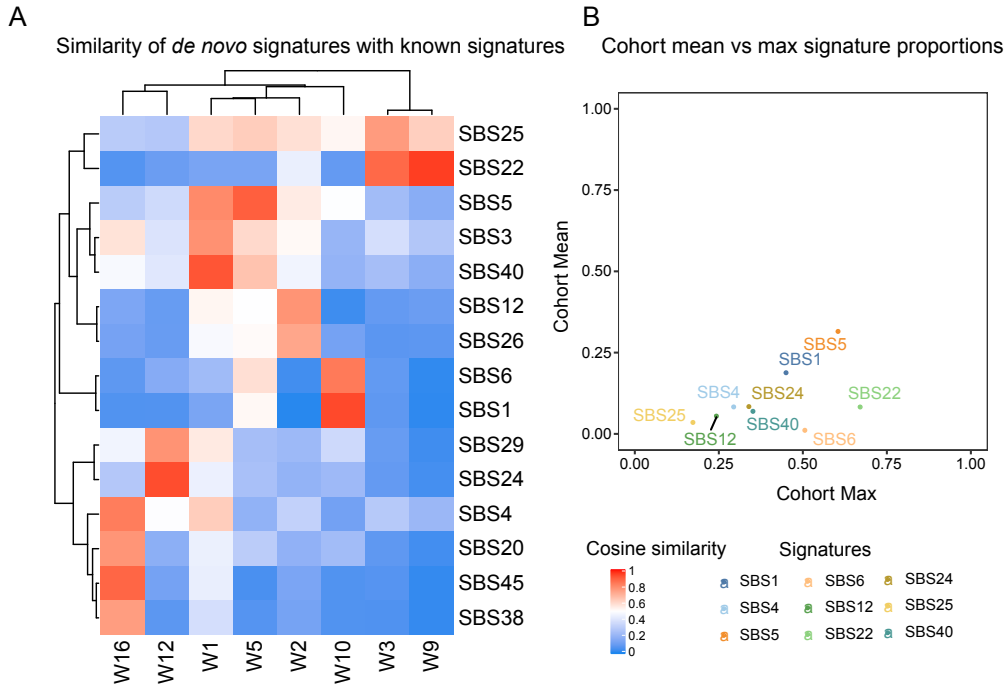 A
Similarity of de novo signatures with known signatures
SBS25
SBS22
SBS5
SBS3
SBS40
SBS12
SBS26
SBS6
SBS1
SBS29
SBS24
SBS4
SBS20
SBS45
SBS38
W16 W12 W1 W5 W2 W10 W3 W9
B
Cohort mean vs max signature proportions
Cohort Mean
1.00
0.75
0.50
0.25
0.00
SBS5
SBS1
SBS4 SBS24 SBS22
SBS25 SBS12 SBS40 SBS6
0.00 0.25 0.50 0.75 1.00
Cohort Max
Cosine similarity
1
0.8
0.6
0.4
0.2
0
Signatures
SBS1 SBS6 SBS24
SBS4 SBS12 SBS25
SBS5 SBS22 SBS40